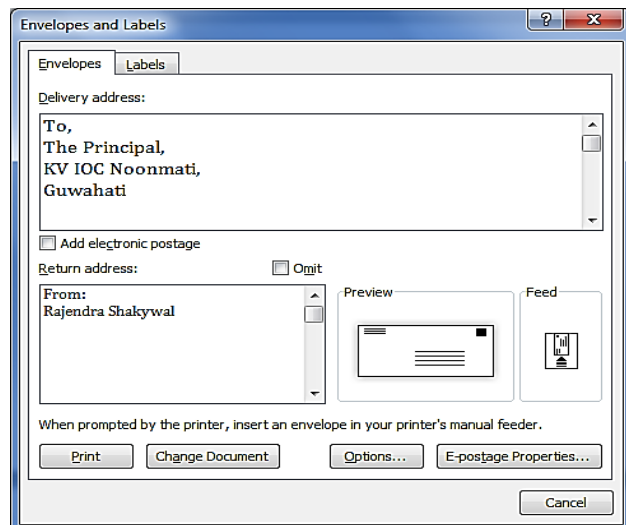 Envelopes and Labels
Envelopes
Labels
Delivery address:
To,
The Principal,
KV IOC Noonmati,
Guwahati
Add electronic postage
Return address:
Omit
From:
Rajendra Shakywal
Preview
Feed
When prompted by the printer, insert an envelope in your printer's manual feeder.
Print
Change Document
Options...
E-postage Properties...
Cancel